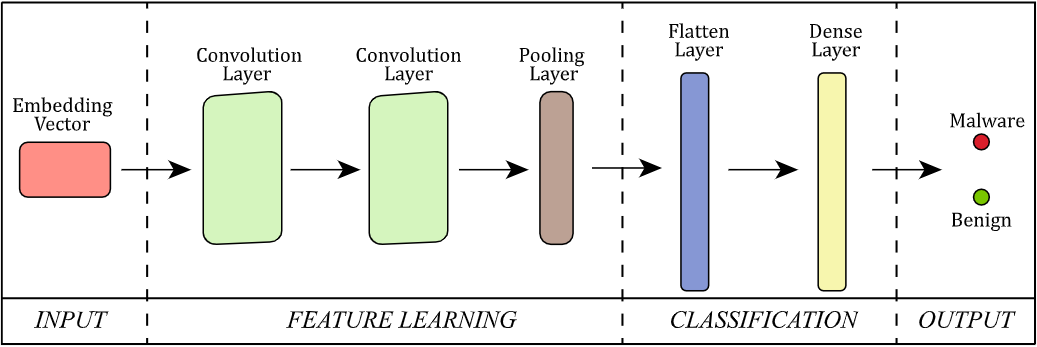 Embedding
Vector
Convolution
Layer
Convolution
Layer
Pooling
Layer
Flatten
Layer
Dense
Layer
Malware
Benign
INPUT
FEATURE LEARNING
CLASSIFICATION
OUTPUT